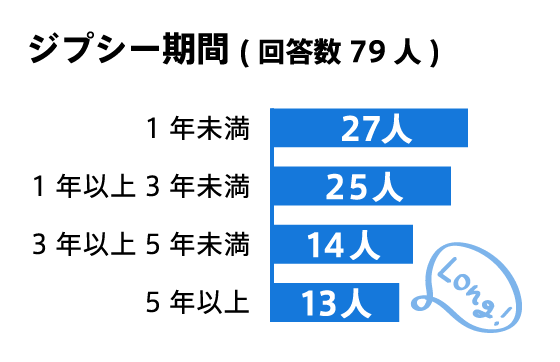 ジプシー期間 ( 回答数 79 人 )
1 年未満 27人
1 年以上 3 年未満 25人
3 年以上 5 年未満 14人
5 年以上 13人
Long!